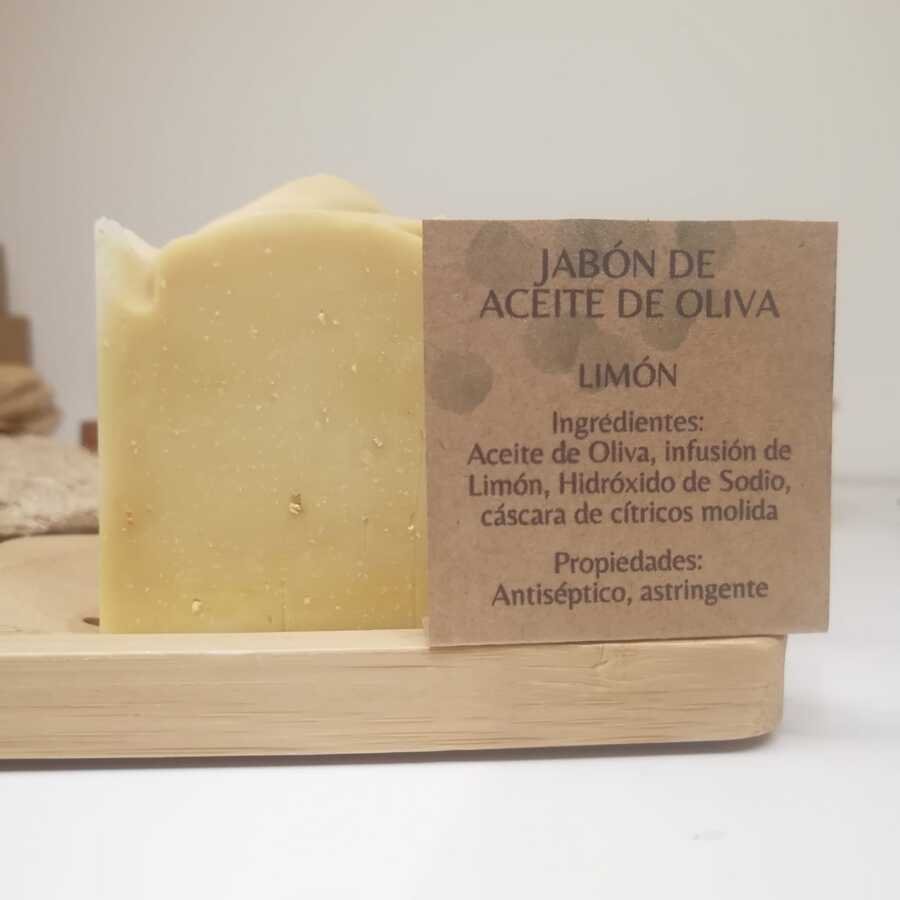 JABÓN DE
ACEITE DE OLIVA
LIMÓN
Ingredientes:
Aceite de Oliva, infusión de
Limón, Hidróxido de Sodio,
cáscara de cítricos molida
Propiedades:
Antiséptico, astringente